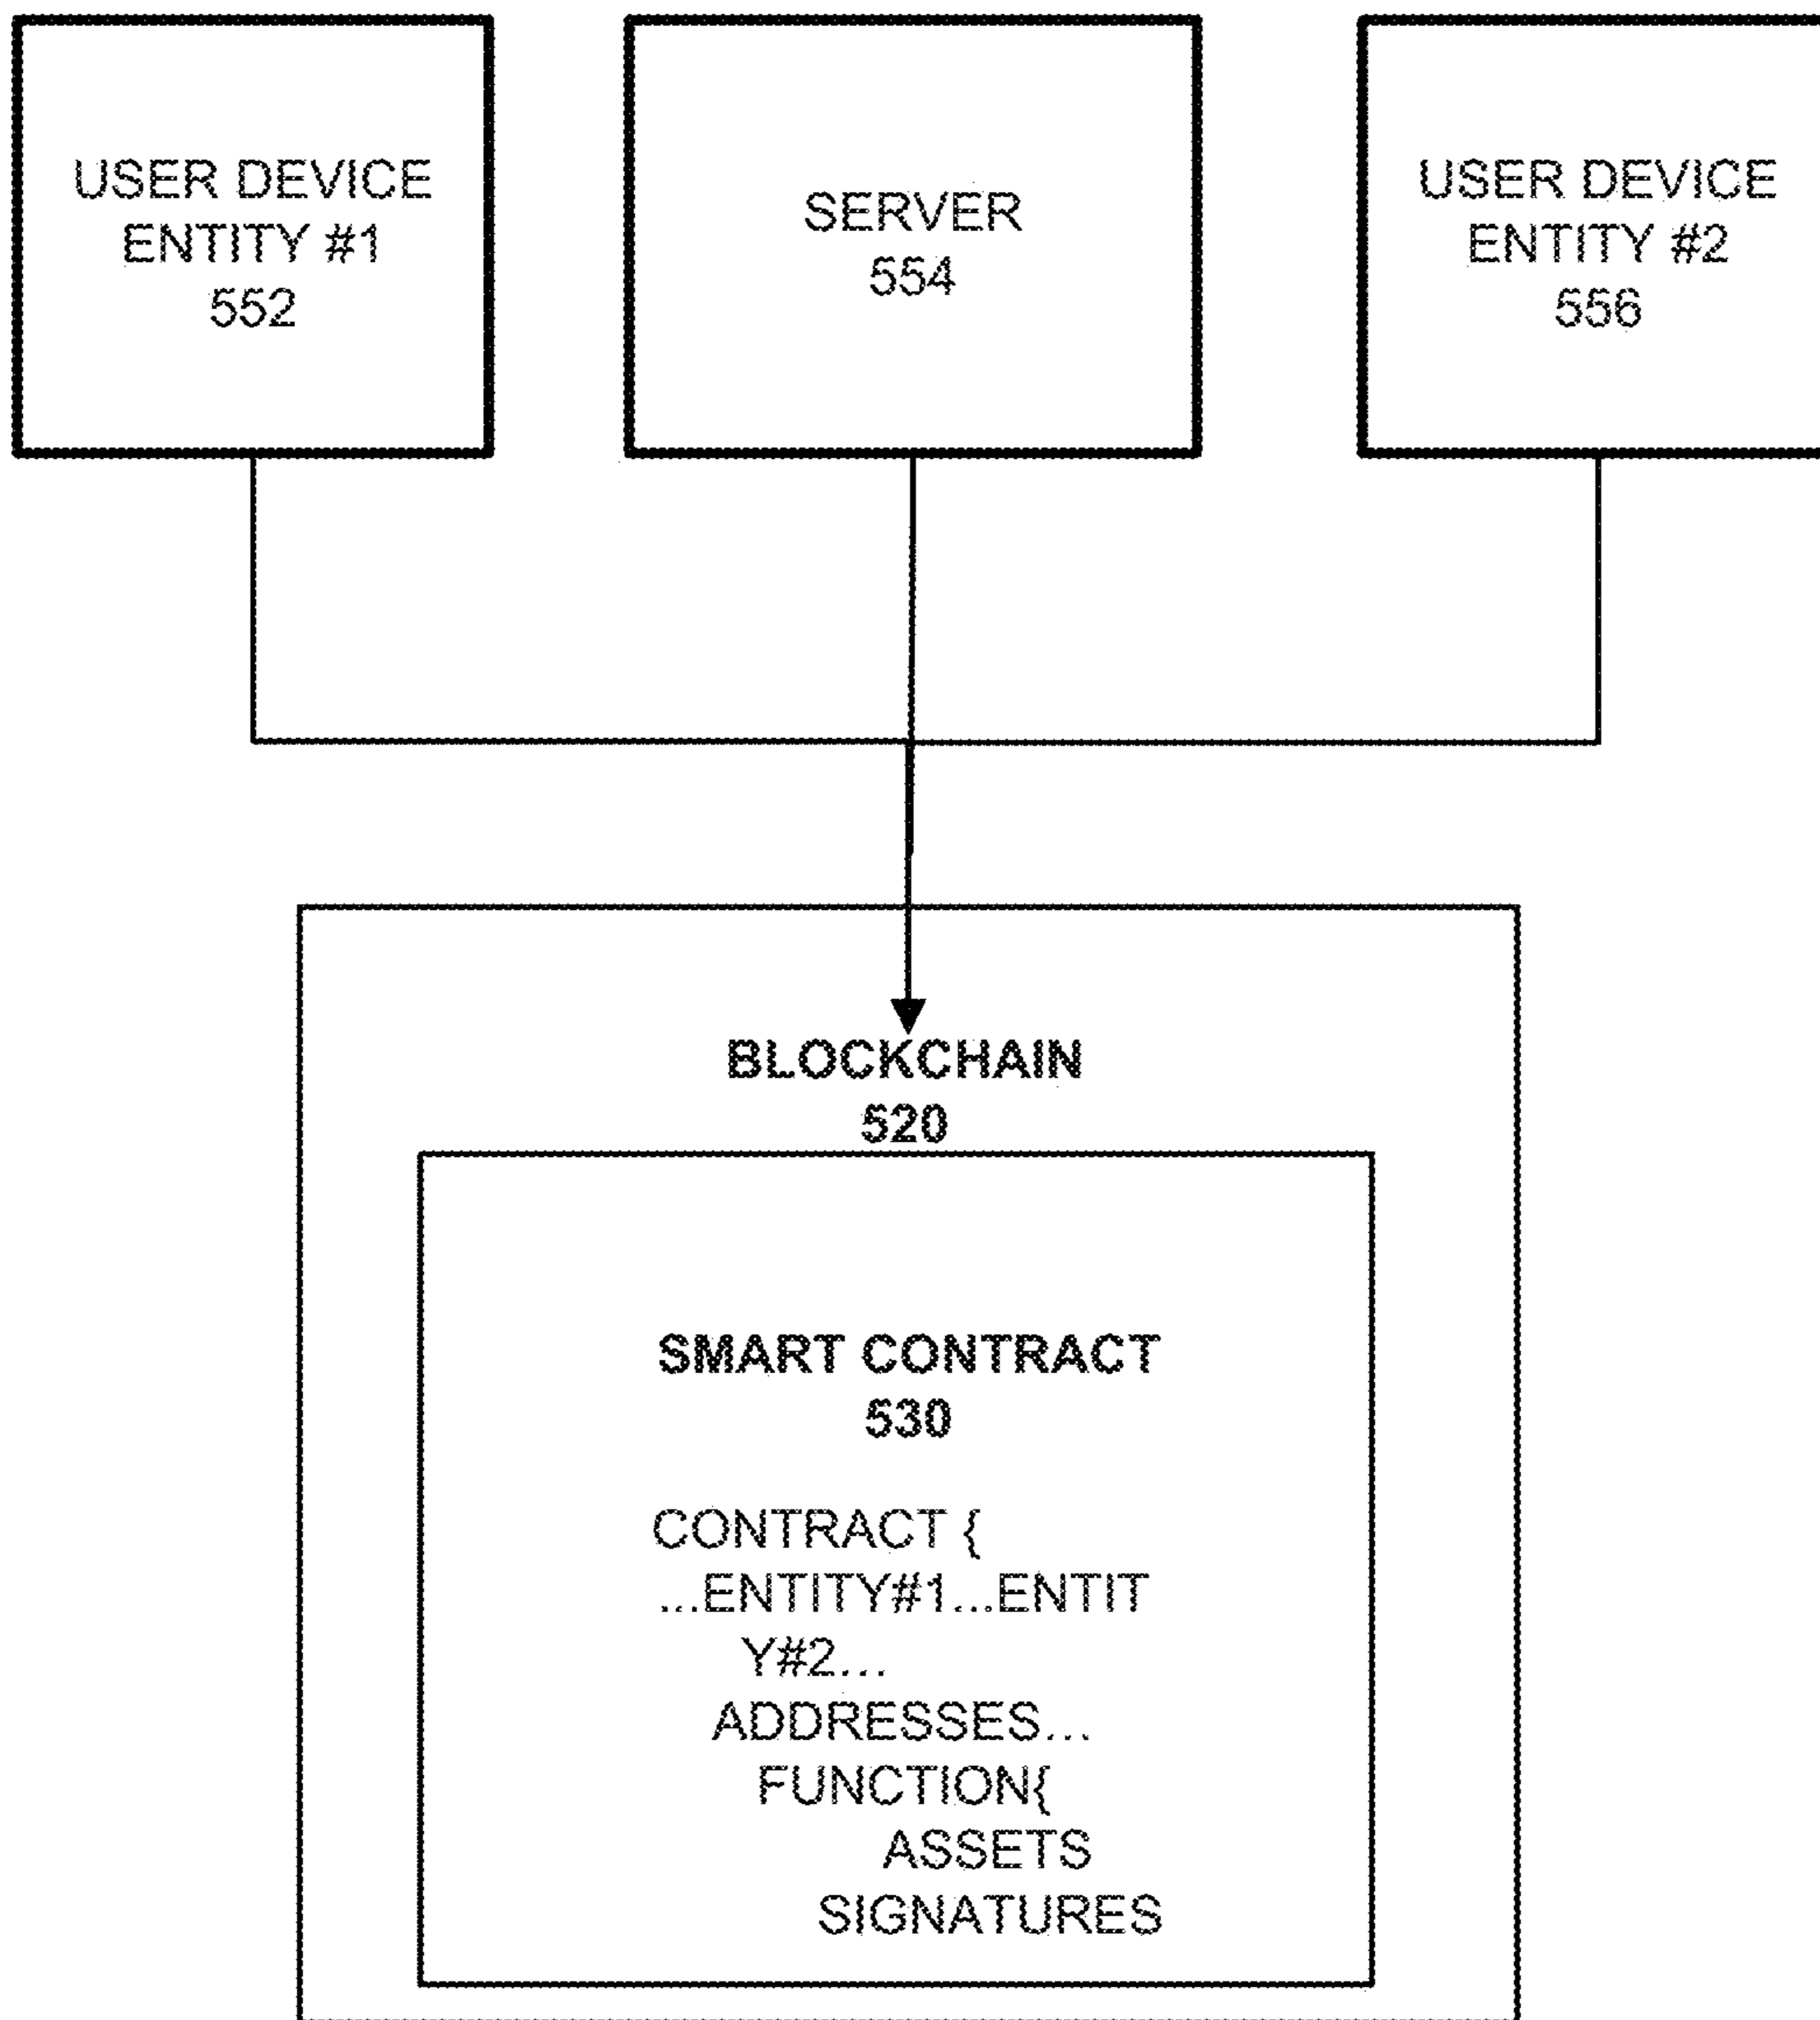 USER DEVICE
ENTITY #1
552
SERVER
554
USER DEVICE
ENTITY #2
556
BLOCKCHAIN
520
SMART CONTRACT
530
CONTRACT {
...ENTITY#1...ENTIT
Y#2...
ADDRESSES...
FUNCTION{
ASSETS
SIGNATURES